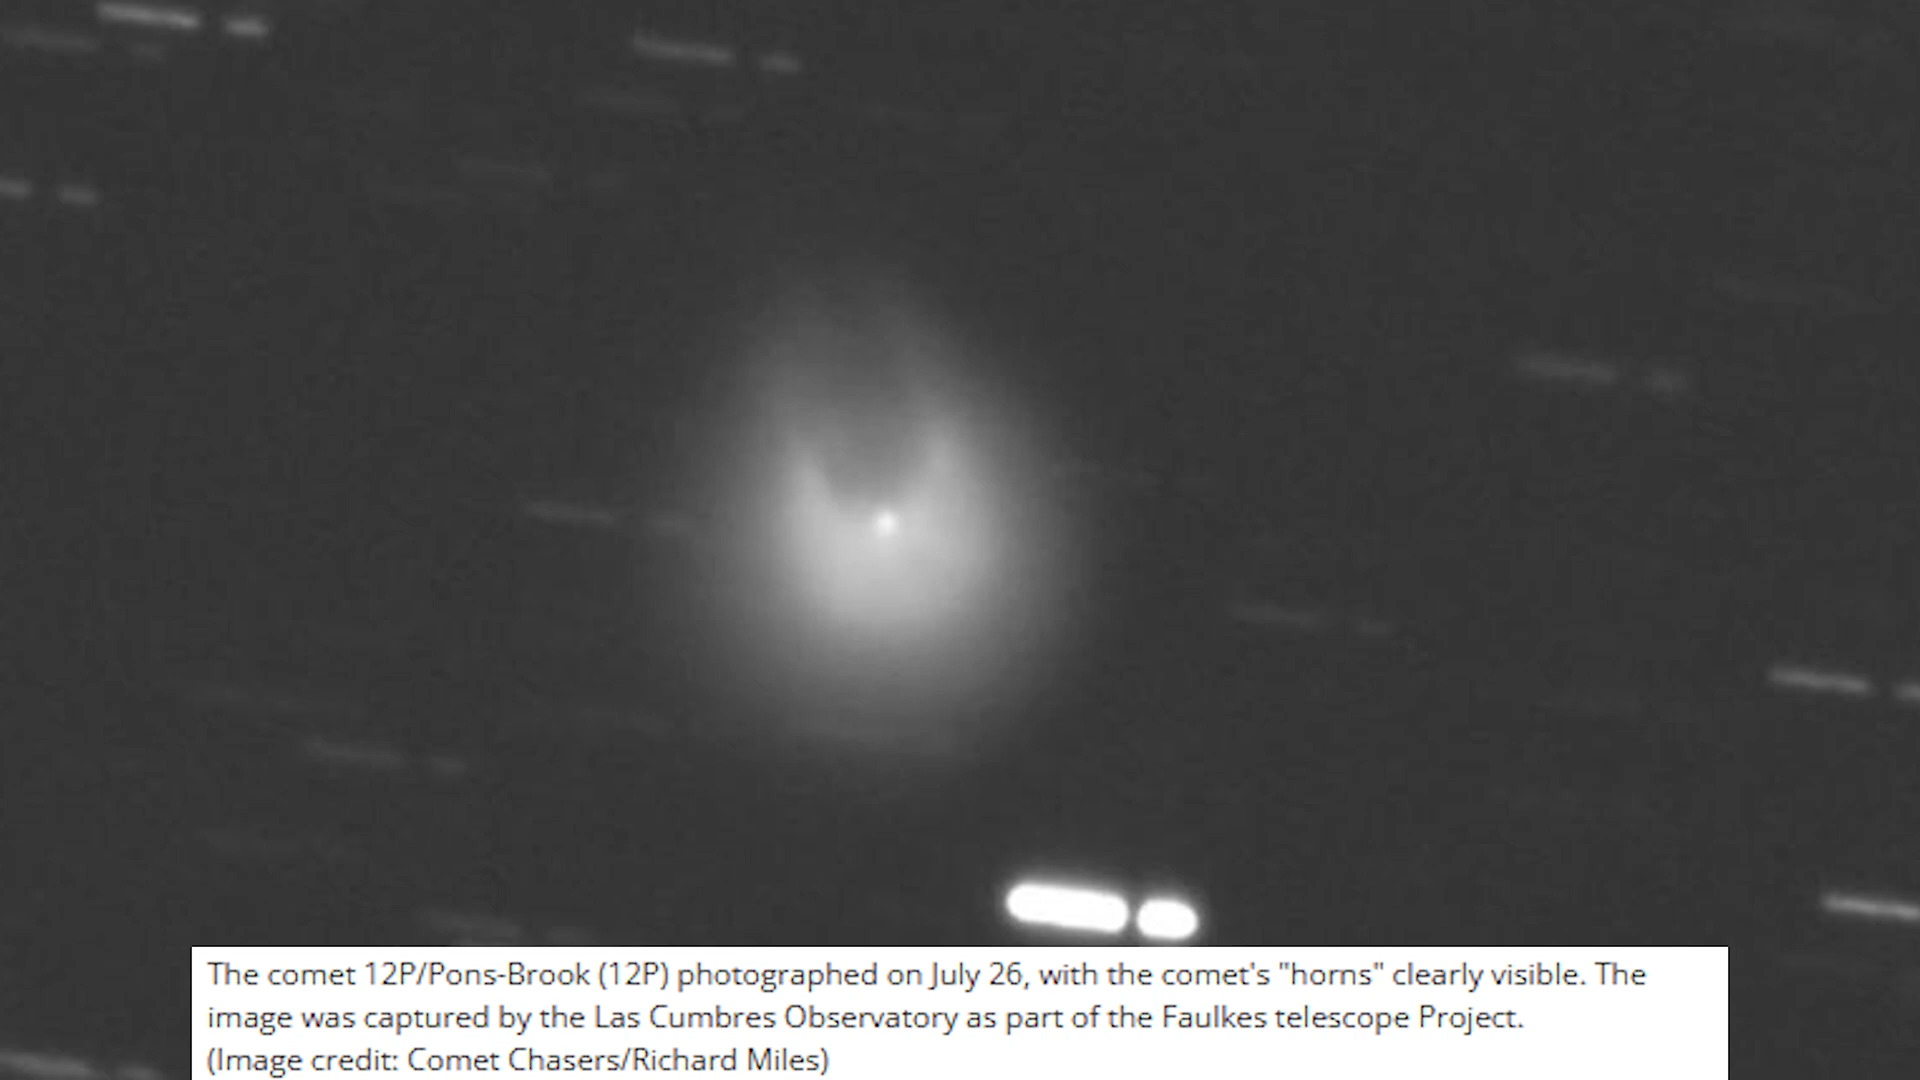 The comet 12P/Pons-Brook (12P) photographed on July 26, with the comet's "horns" clearly visible. The
image was captured by the Las Cumbres Observatory as part of the Faulkes telescope Project.
(Image credit: Comet Chasers/Richard Miles)